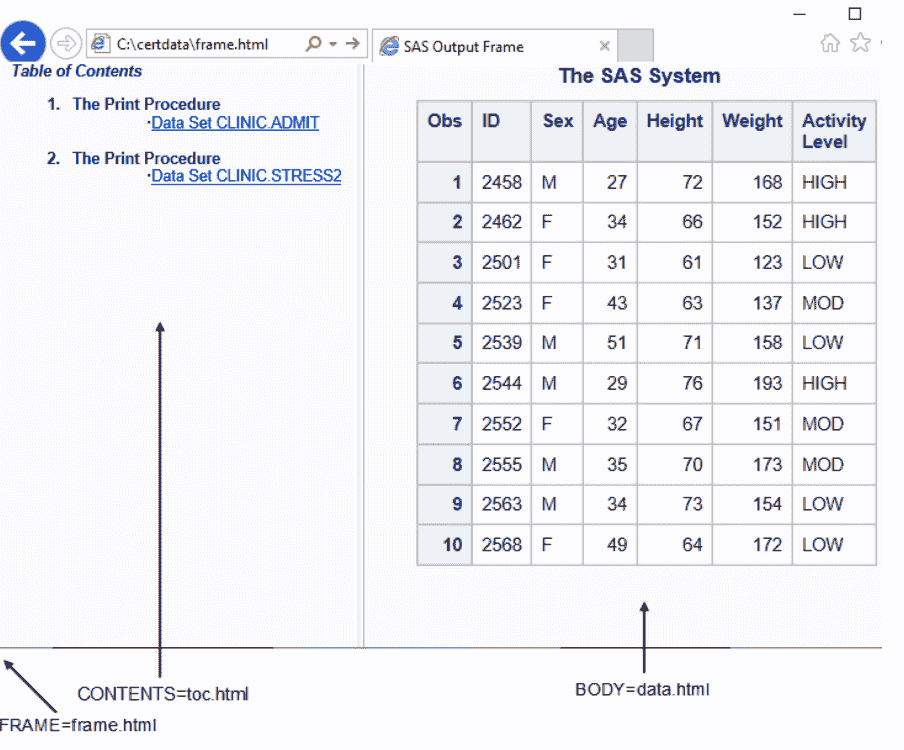 C:\certdata\frame.html
SAS Output Frame
Table of Contents
1. The Print Procedure
·Data Set CLINIC.ADMIT
2. The Print Procedure
·Data Set CLINIC.STRESS2
The SAS System
Obs ID Sex Age Height Weight Activity
Level
1 2458 M 27 72 168 HIGH
2 2462 F 34 66 152 HIGH
3 2501 F 31 61 123 LOW
4 2523 F 43 63 137 MOD
5 2539 M 51 71 158 LOW
6 2544 M 29 76 193 HIGH
7 2552 F 32 67 151 MOD
8 2555 M 35 70 173 MOD
9 2563 M 34 73 154 LOW
10 2568 F 49 64 172 LOW
CONTENTS=toc.html
BODY=data.html
FRAME=frame.html